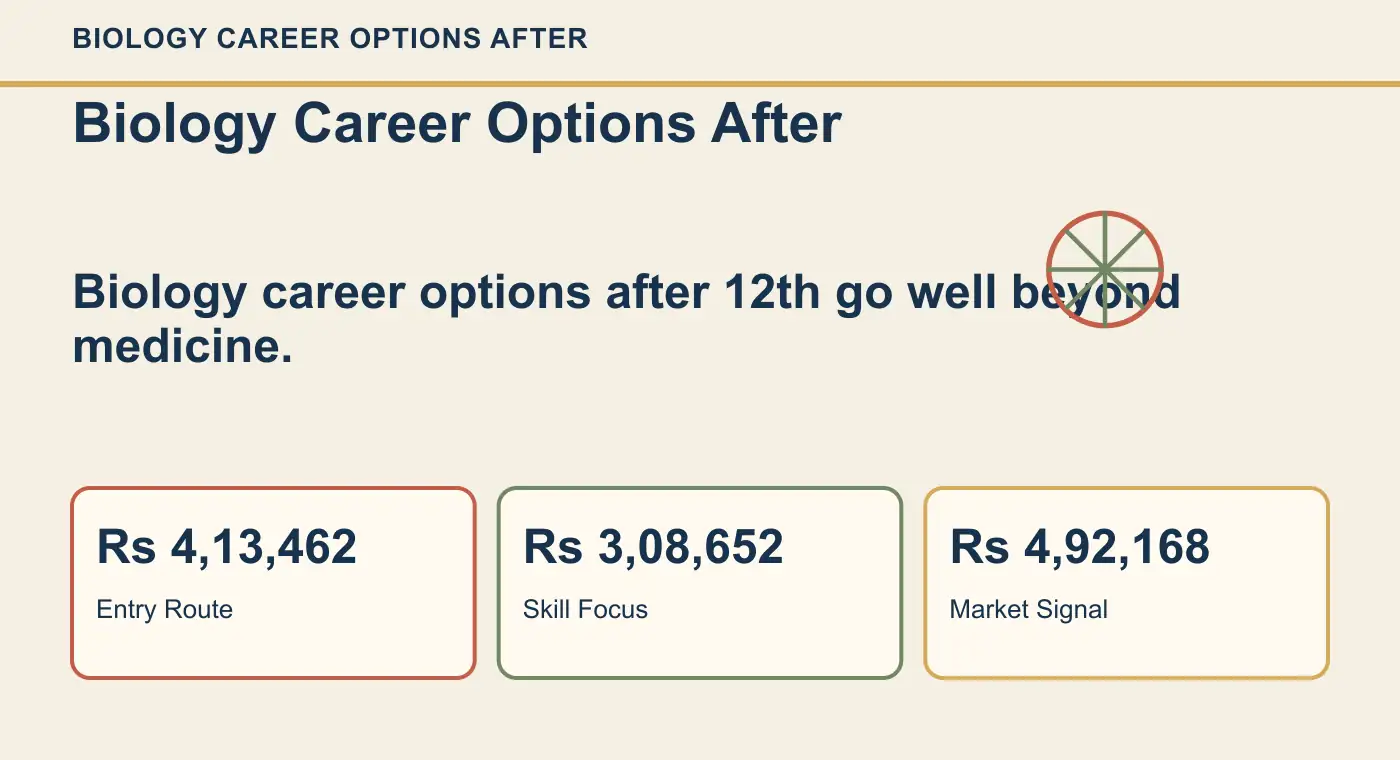 BIOLOGY CAREER OPTIONS AFTER
Biology Career Options After
Biology career options after 12th go well beyond
medicine.
Rs 4,13,462
Entry Route
Rs 3,08,652
Skill Focus
Rs 4,92,168
Market Signal